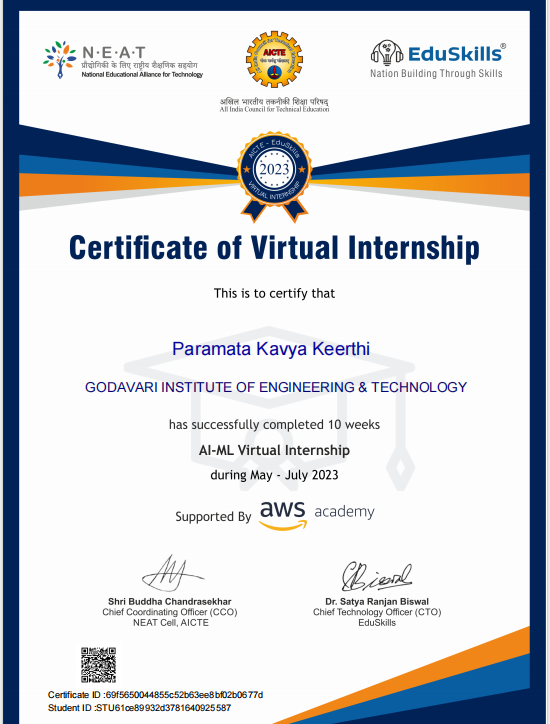 N·E·A·T
प्रौद्योगिकी के लिए राष्ट्रीय शैक्षणिक सहयोग
National Educational Alliance for Technology
AICTE
अखिल भारतीय तकनीकी शिक्षा परिषद्
All India Council for Technical Education
EduSkills®
Nation Building Through Skills
AICTE - EduSkills
2023
VIRTUAL INTERNSHIP
Certificate of Virtual Internship
This is to certify that
Paramata Kavya Keerthi
GODAVARI INSTITUTE OF ENGINEERING & TECHNOLOGY
has successfully completed 10 weeks
AI-ML Virtual Internship
during May - July 2023
Supported By aws academy
Shri Buddha Chandrasekhar
Chief Coordinating Officer (CCO)
NEAT Cell, AICTE
Dr. Satya Ranjan Biswal
Chief Technology Officer (CTO)
EduSkills
Certificate ID :69f5650044855c52b63ee8bf02b0677d
Student ID :STU61ce89932d3781640925587